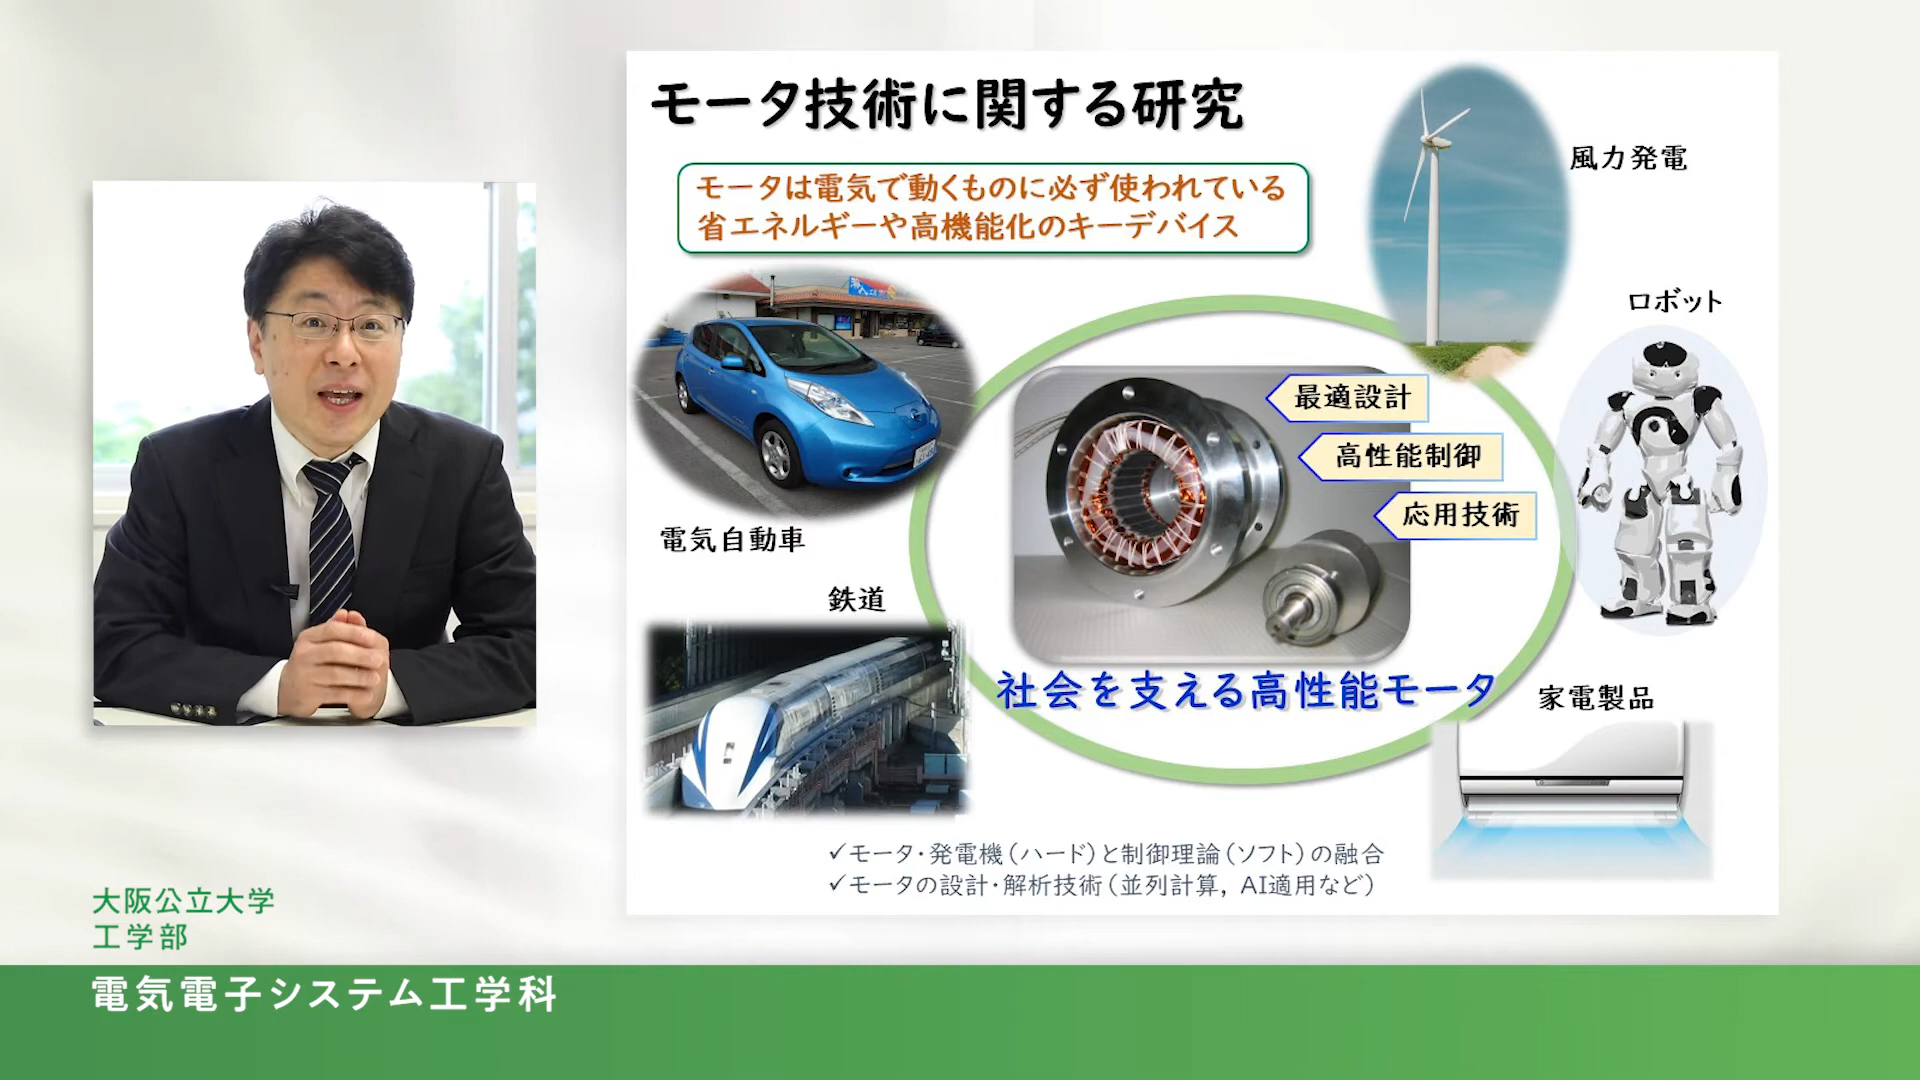 モータ技術に関する研究
モータは電気で動くものに必ず使われている
省エネルギーや高機能化のキーデバイス
風力発電
ロボット
最適設計
高性能制御
応用技術
電気自動車
鉄道
社会を支える高性能モータ
家電製品
✓モータ・発電機(ハード)と制御理論(ソフト)の融合
✓モータの設計・解析技術(並列計算, AI適用など)
大阪公立大学
工学部
電気電子システム工学科